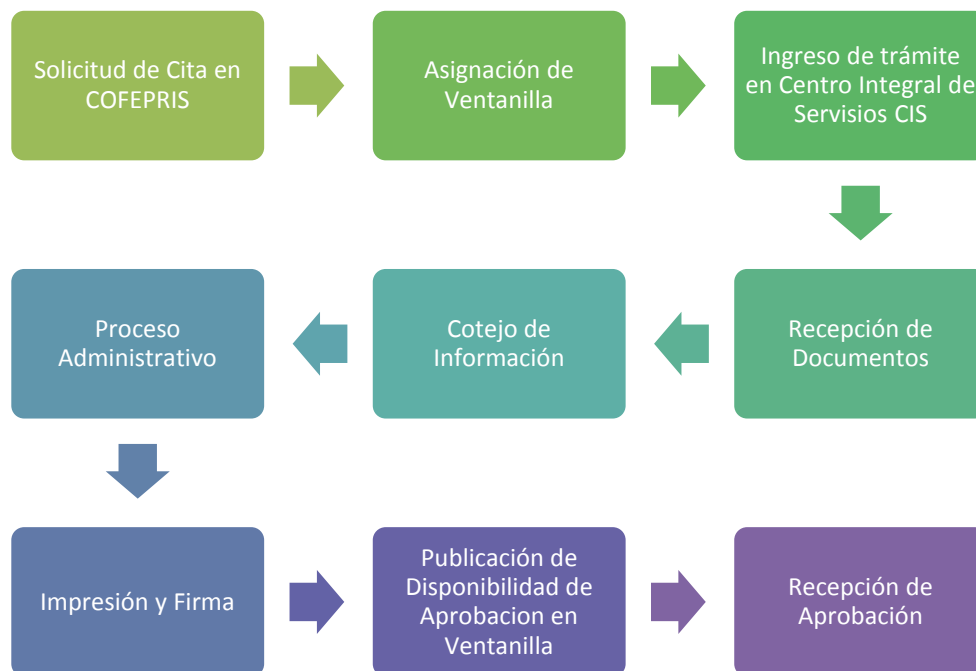 Solicitud de Cita en
COFEPRIS
Asignación de
Ventanilla
Ingreso de trámite
en Centro Integral de
Servisios CIS
Recepción de
Documentos
Cotejo de
Información
Proceso
Administrativo
Impresión y Firma
Publicación de
Disponibilidad de
Aprobacion en
Ventanilla
Recepción de
Aprobación